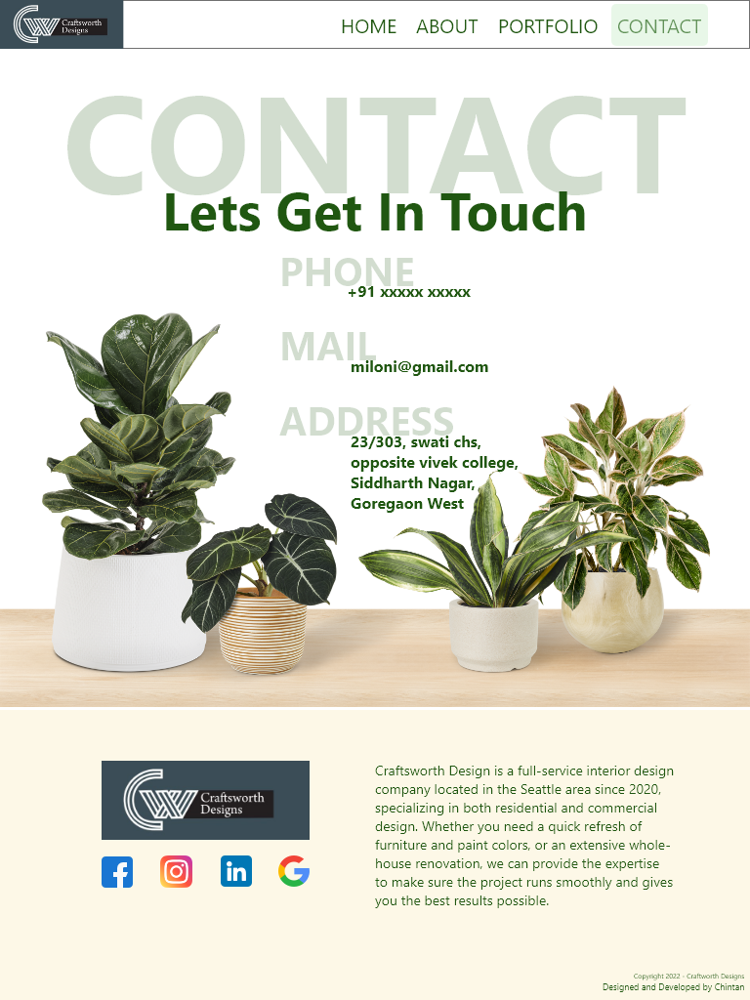 Craftsworth
Designs
HOME ABOUT PORTFOLIO CONTACT
CONTACT
Lets Get In Touch
PHONE
+91 xxxxx xxxxx
MAIL
miloni@gmail.com
ADDRESS
23/303, swati chs,
opposite vivek college,
Siddharth Nagar,
Goregaon West
Craftsworth
Designs
Craftsworth Design is a full-service interior design
company located in the Seattle area since 2020,
specializing in both residential and commercial
design. Whether you need a quick refresh of
furniture and paint colors, or an extensive whole-
house renovation, we can provide the expertise
to make sure the project runs smoothly and gives
you the best results possible.
Copyright 2022 - Craftworth Designs
Designed and Developed by Chintan